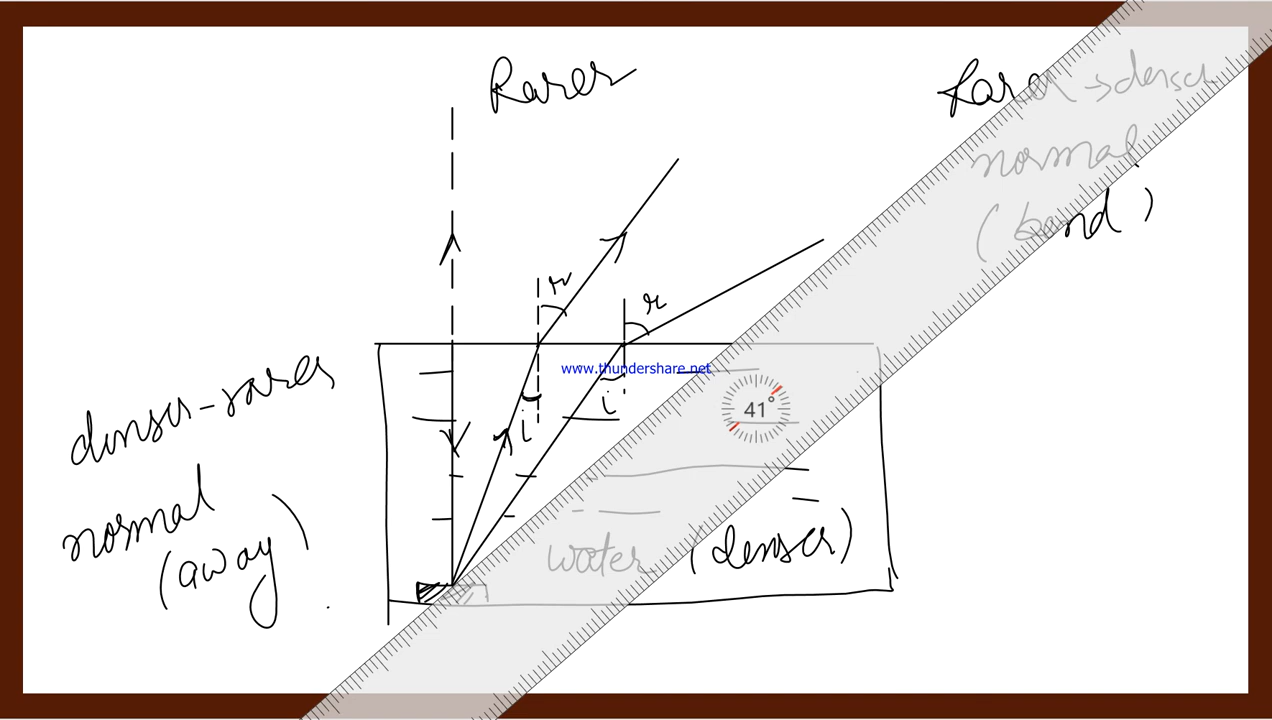 Rarer
Rarer → denser
normal
(bend)
r
r
www.thundershare.net
i
i
41°
denser - rarer
normal
(away)
water (denser)